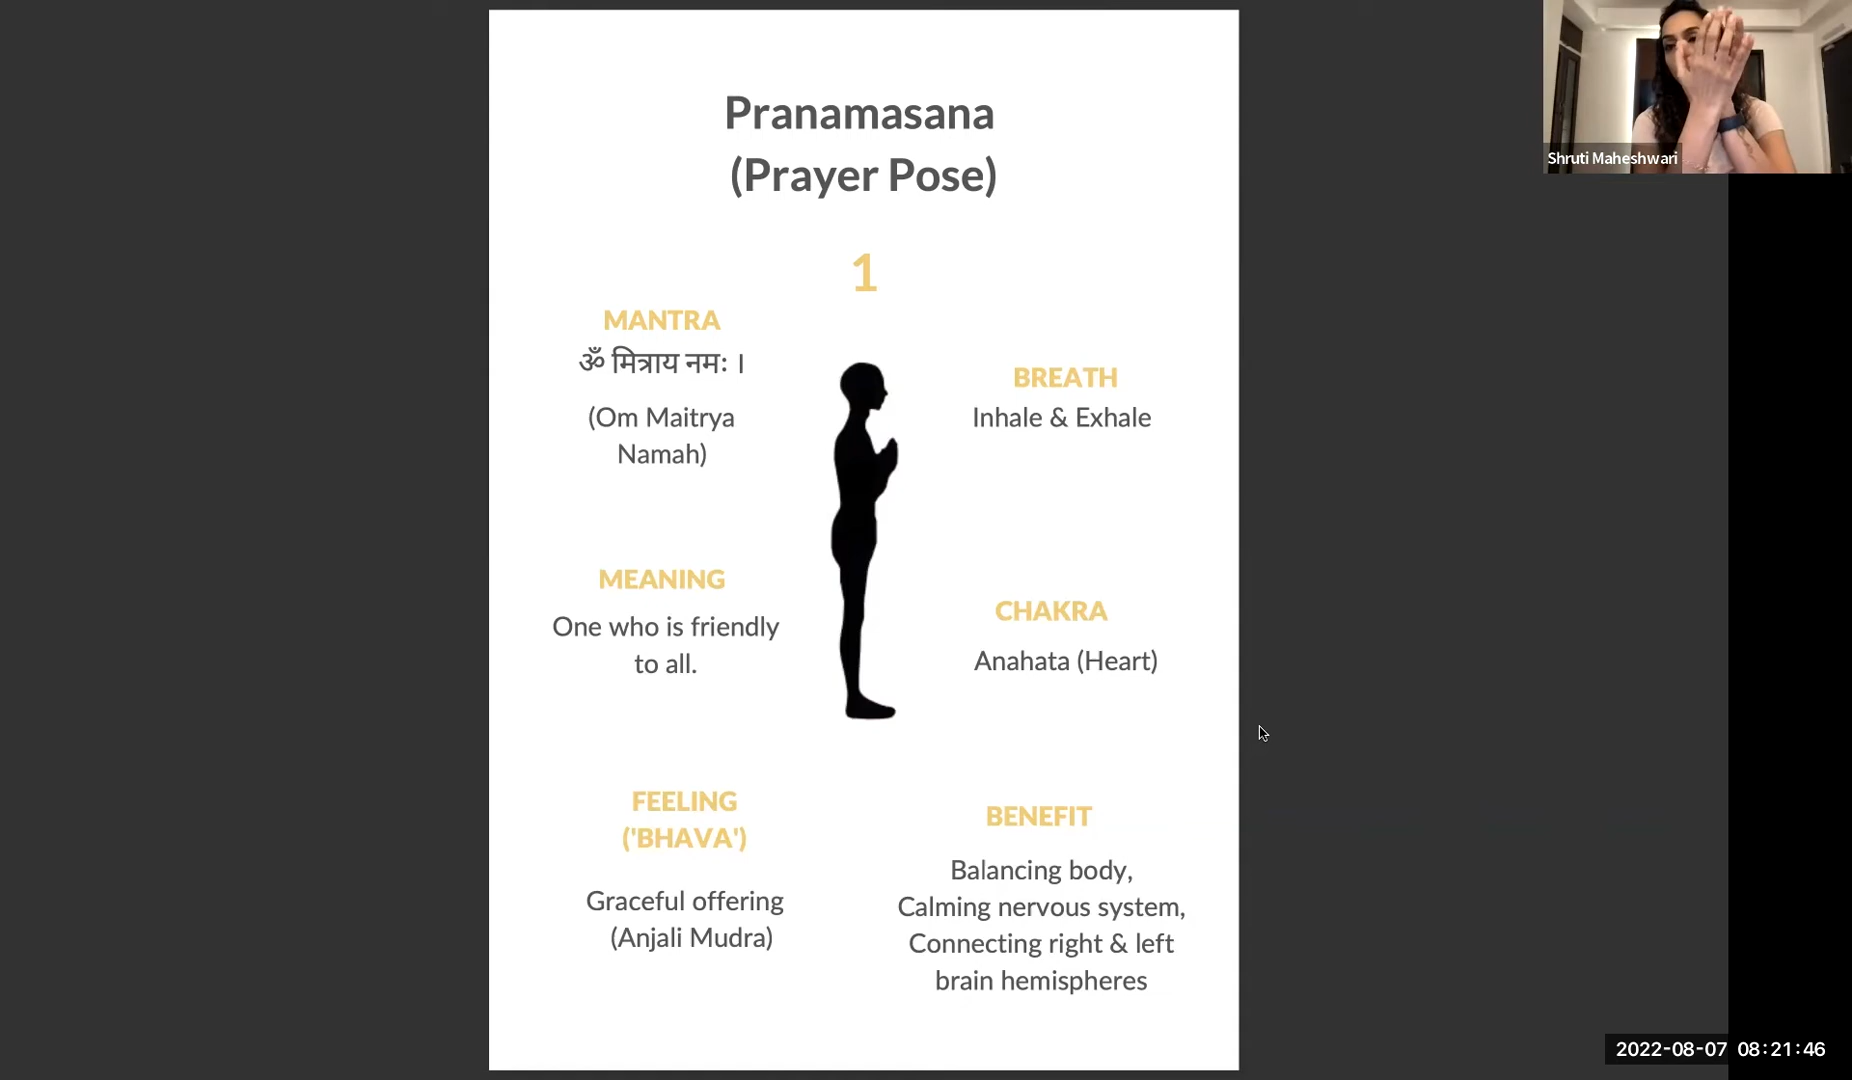 Pranamasana
(Prayer Pose)
1
MANTRA
ॐ मित्राय नमः ।
(Om Maitrya
Namah)
BREATH
Inhale & Exhale
MEANING
One who is friendly
to all.
CHAKRA
Anahata (Heart)
FEELING
('BHAVA')
Graceful offering
(Anjali Mudra)
BENEFIT
Balancing body,
Calming nervous system,
Connecting right & left
brain hemispheres
Shruti Maheshwari
2022-08-07 08:21:46